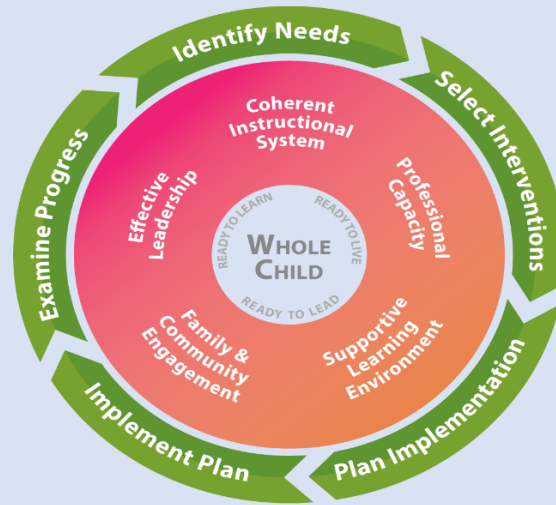 Identify Needs
Select Interventions
Plan Implementation
Implement Plan
Examine Progress
Coherent
Instructional
System
Professional
Capacity
Supportive
Learning
Environment
Family &
Community
Engagement
Effective
Leadership
READY TO LEARN
READY TO LIVE
READY TO LEAD
WHOLE
CHILD